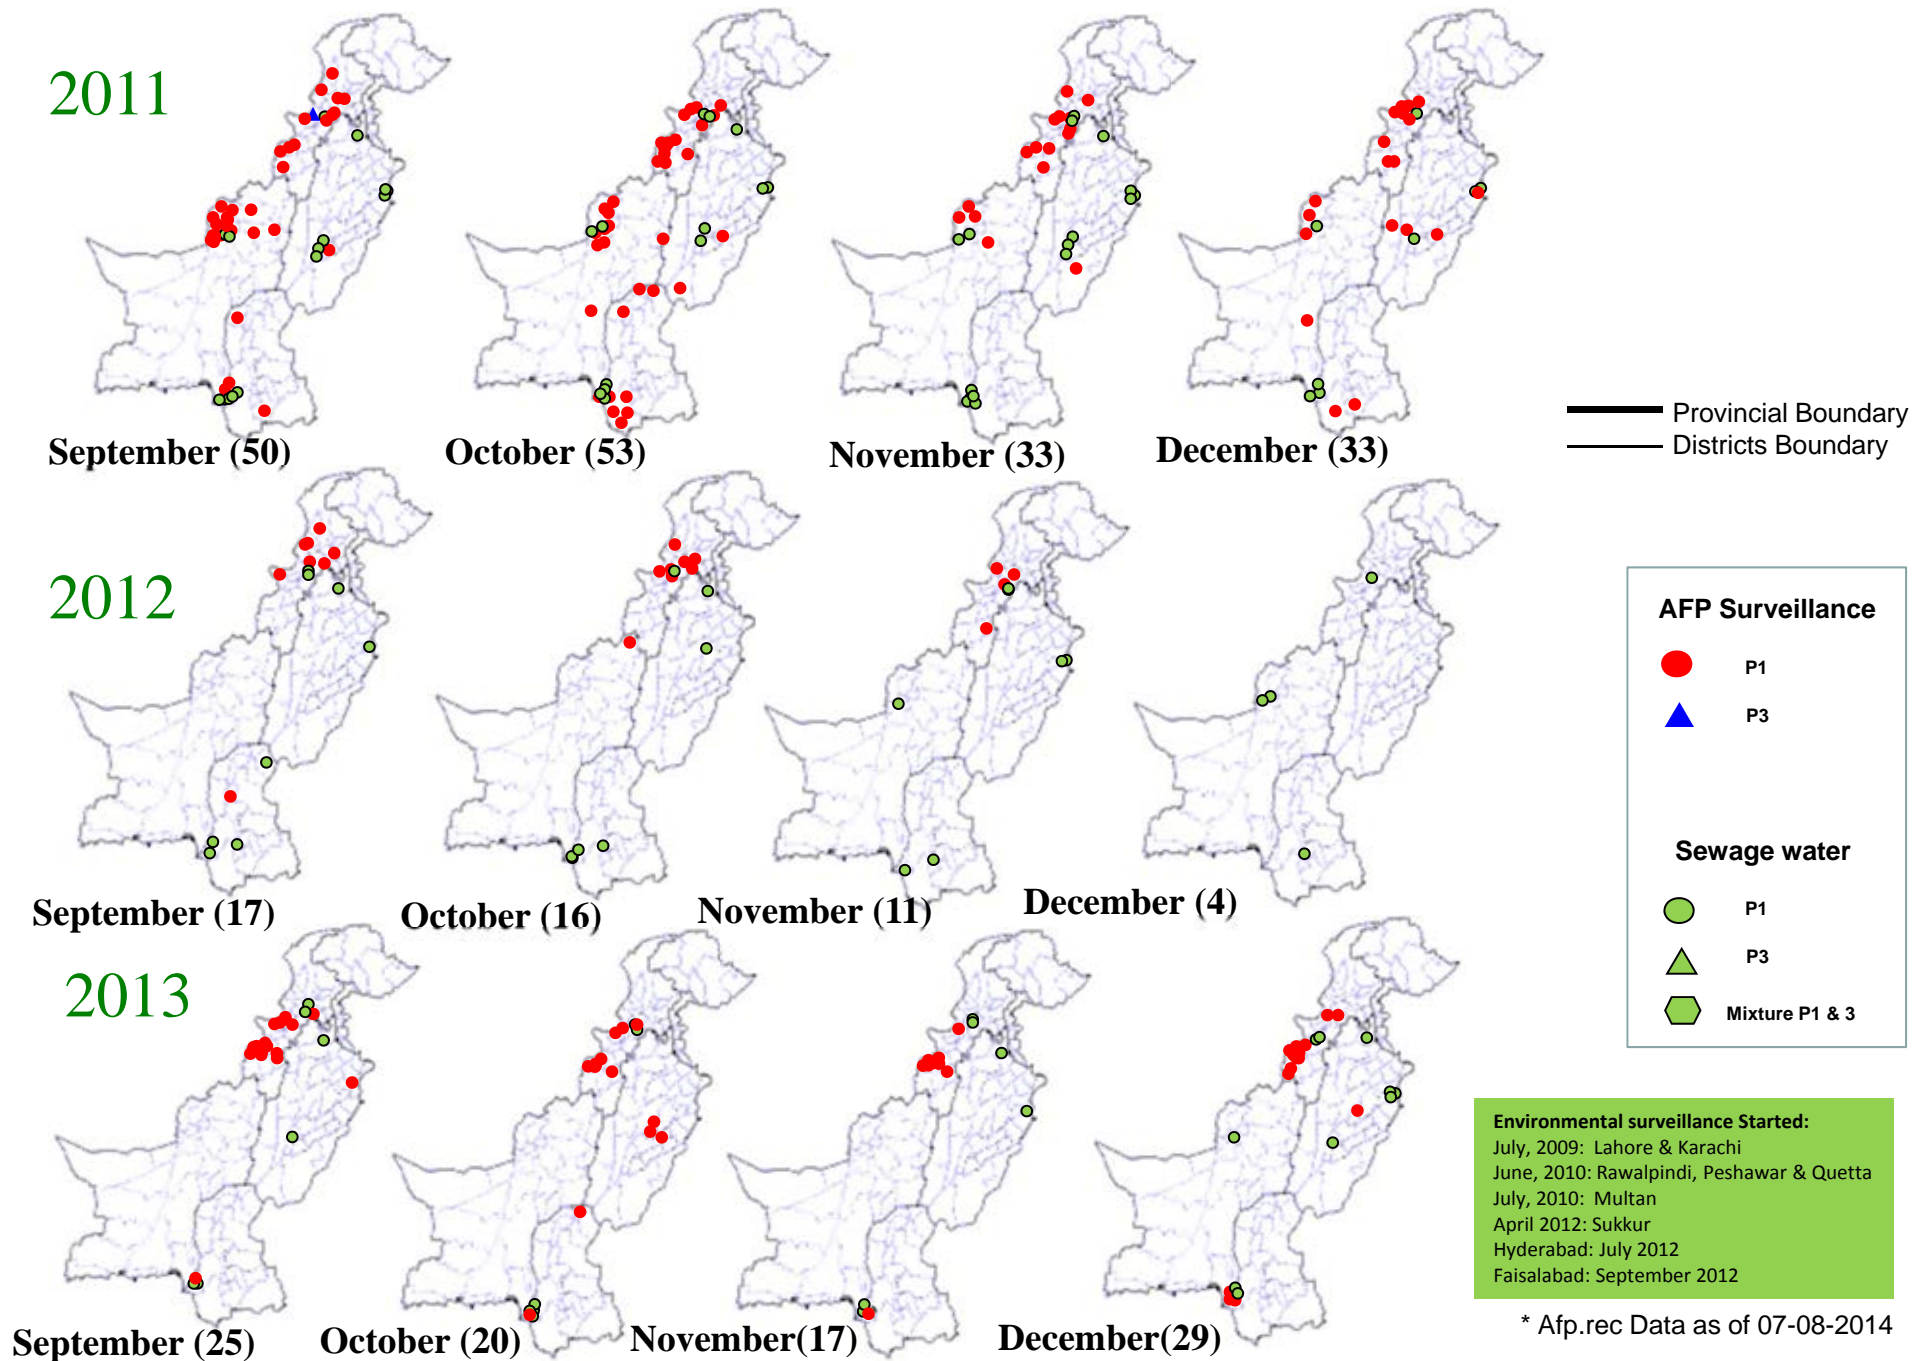 2011
September (50)
October (53)
November (33)
December (33)
Provincial Boundary
Districts Boundary
2012
September (17)
October (16)
November (11)
December (4)
AFP Surveillance
P1
P3
Sewage water
P1
P3
Mixture P1 & 3
2013
September (25)
October (20)
November(17)
December(29)
Environmental surveillance Started:
July, 2009: Lahore & Karachi
June, 2010: Rawalpindi, Peshawar & Quetta
July, 2010: Multan
April 2012: Sukkur
Hyderabad: July 2012
Faisalabad: September 2012
* Afp.rec Data as of 07-08-2014